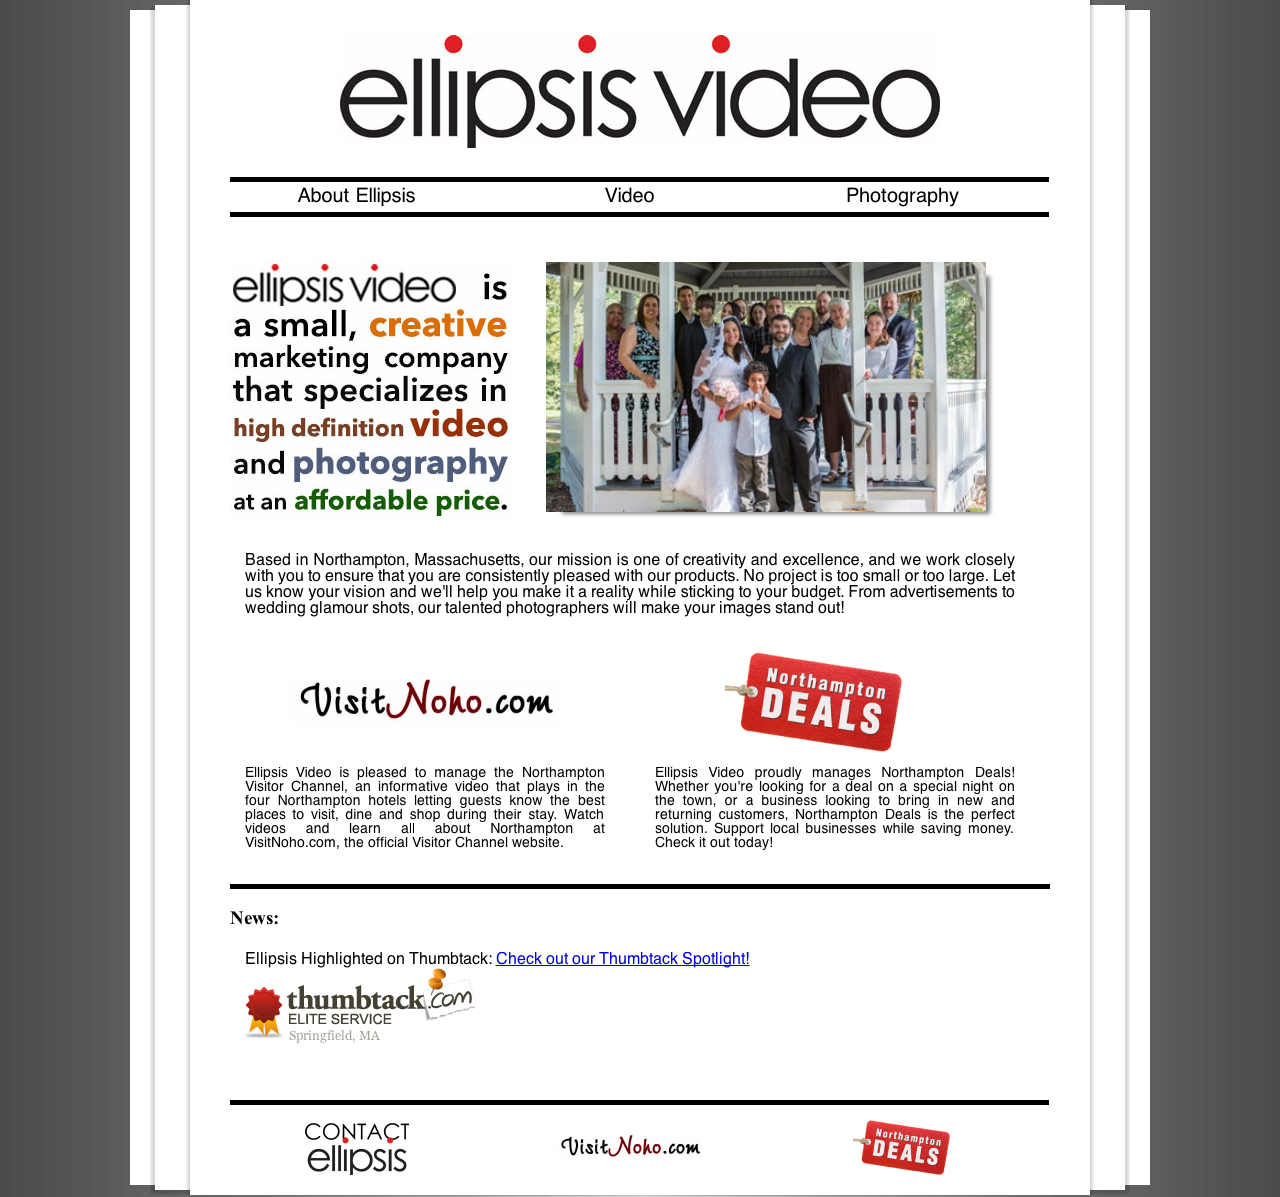 ellipsis video
About Ellipsis Video Photography
ellipsis video is
a small, creative
marketing company
that specializes in
high definition video
and photography
at an affordable price.
Based in Northampton, Massachusetts, our mission is one of creativity and excellence, and we work closely
with you to ensure that you are consistently pleased with our products. No project is too small or too large. Let
us know your vision and we'll help you make it a reality while sticking to your budget. From advertisements to
wedding glamour shots, our talented photographers will make your images stand out!
VisitNoho.com
Ellipsis Video is pleased to manage the Northampton
Visitor Channel, an informative video that plays in the
four Northampton hotels letting guests know the best
places to visit, dine and shop during their stay. Watch
videos and learn all about Northampton at
VisitNoho.com, the official Visitor Channel website.
Northampton
DEALS
Ellipsis Video proudly manages Northampton Deals!
Whether you're looking for a deal on a special night on
the town, or a business looking to bring in new and
returning customers, Northampton Deals is the perfect
solution. Support local businesses while saving money.
Check it out today!
News:
Ellipsis Highlighted on Thumbtack: Check out our Thumbtack Spotlight!
thumbtack.com
ELITE SERVICE
Springfield, MA
CONTACT
ellipsis
VisitNoho.com
Northampton
DEALS